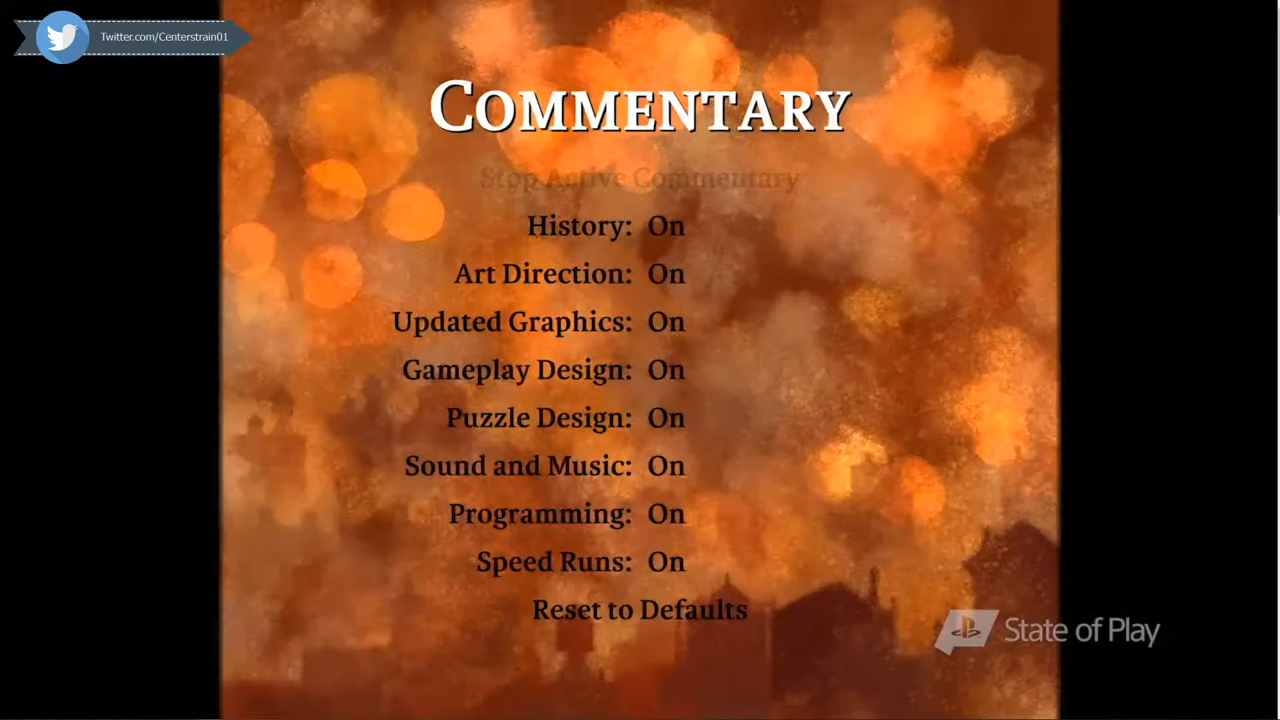 Twitter.com/Centerstrain01
Commentary
Stop Active Commentary
History: On
Art Direction: On
Updated Graphics: On
Gameplay Design: On
Puzzle Design: On
Sound and Music: On
Programming: On
Speed Runs: On
Reset to Defaults
State of Play